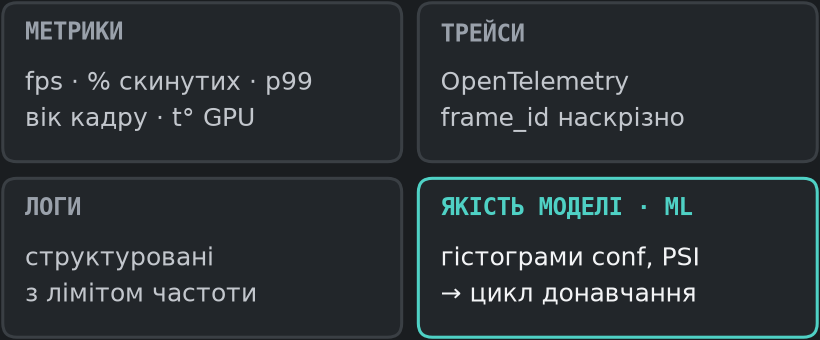 МЕТРИКИ
fps · % скинутих · p99
вік кадру · t° GPU
ТРЕЙСИ
OpenTelemetry
frame_id наскрізно
ЛОГИ
структуровані
з лімітом частоти
ЯКІСТЬ МОДЕЛІ · ML
гістограми conf, PSI
→ цикл донавчання